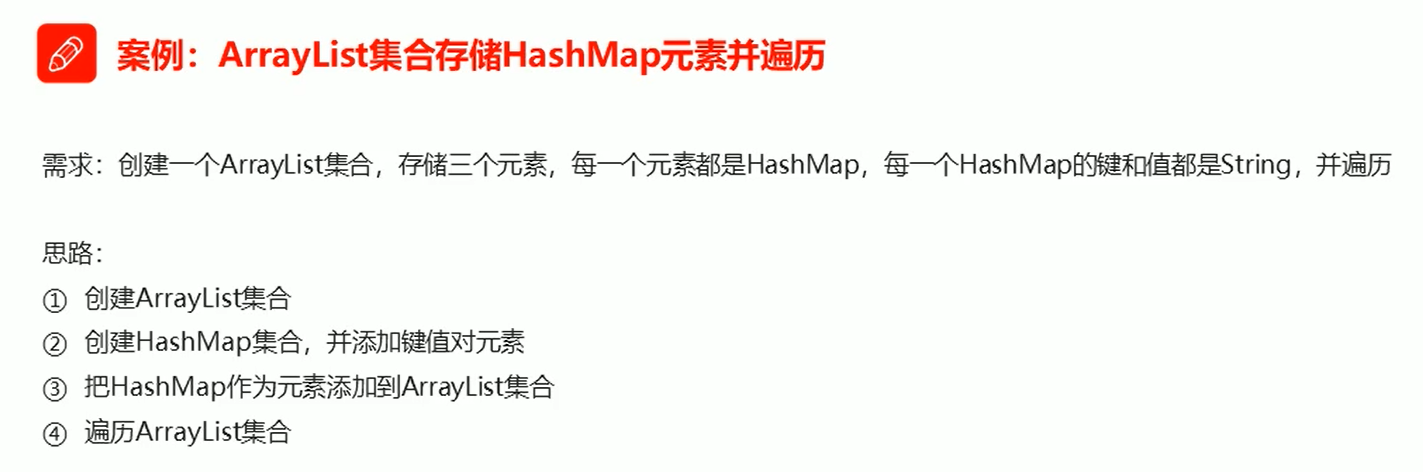 案例：ArrayList集合存储HashMap元素并遍历
需求：创建一个ArrayList集合，存储三个元素，每一个元素都是HashMap，每一个HashMap的键和值都是String，并遍历
思路：
① 创建ArrayList集合
② 创建HashMap集合，并添加键值对元素
③ 把HashMap作为元素添加到ArrayList集合
④ 遍历ArrayList集合